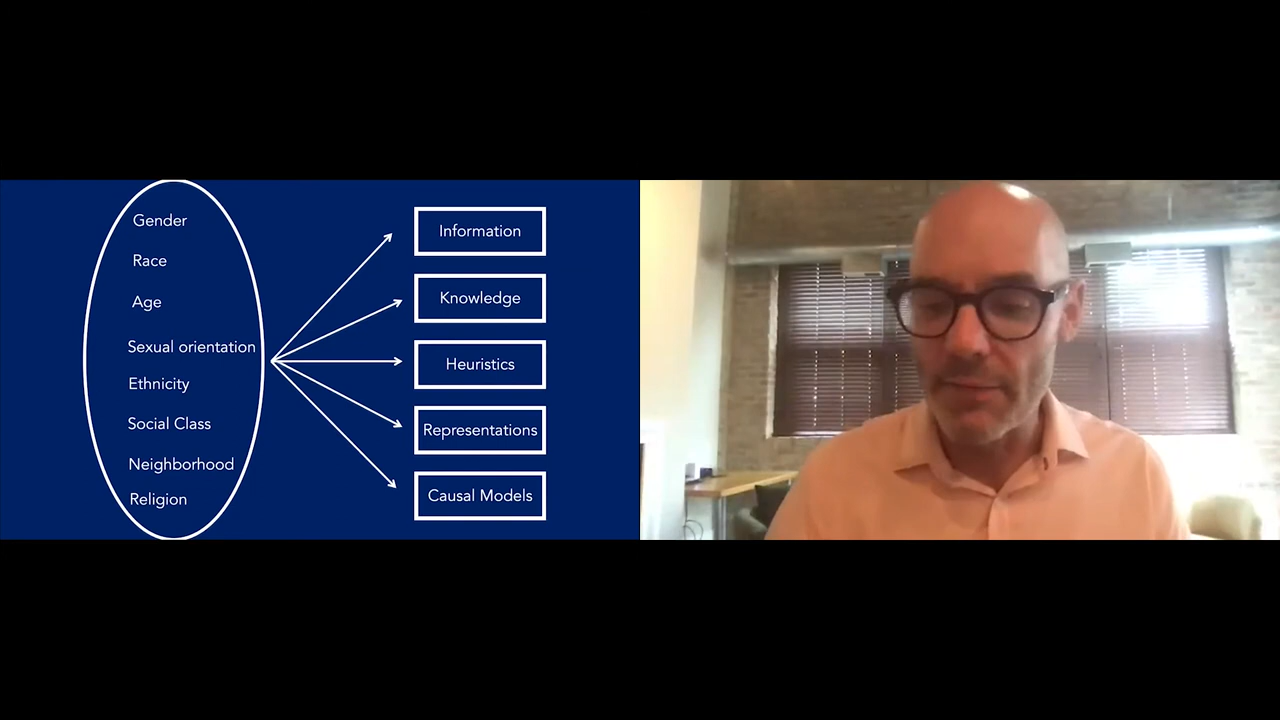 Gender
Race
Age
Sexual orientation
Ethnicity
Social Class
Neighborhood
Religion
Information
Knowledge
Heuristics
Representations
Causal Models